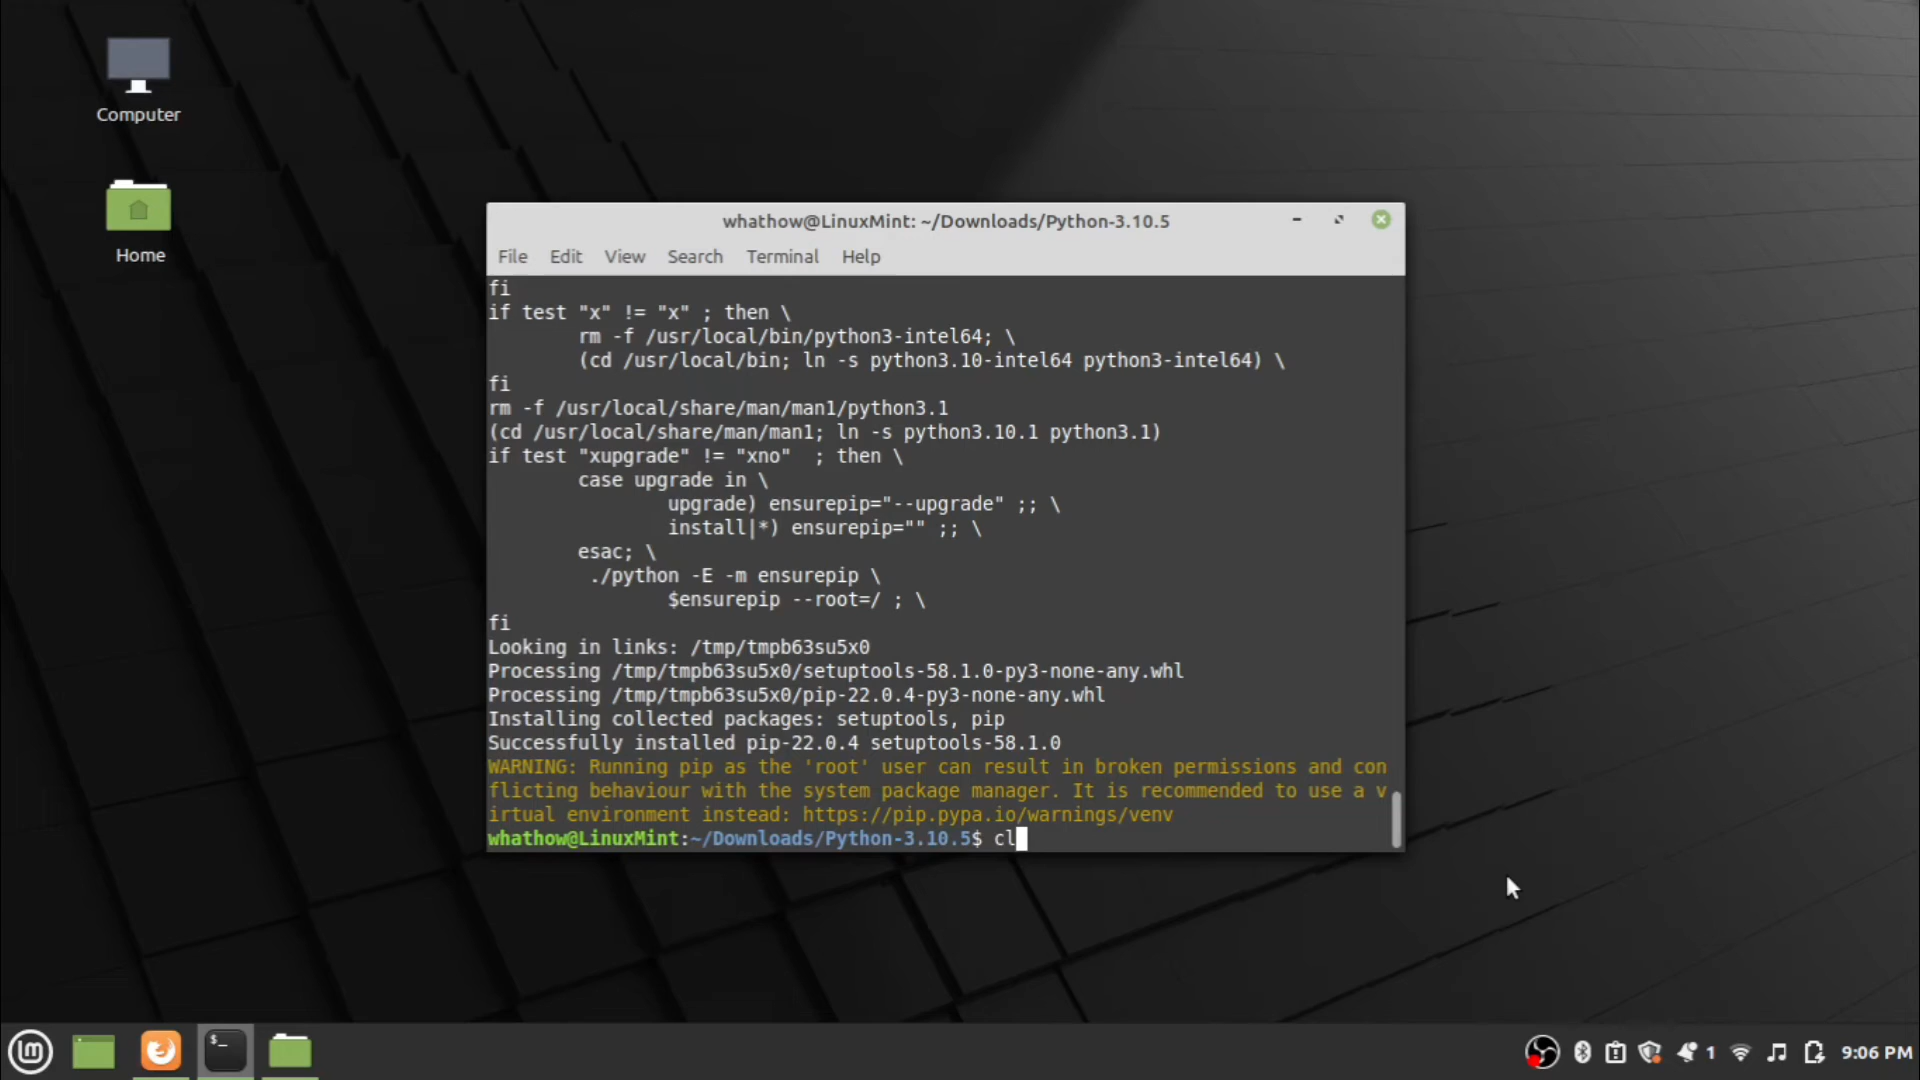 Computer
Home
whathow@LinuxMint: ~/Downloads/Python-3.10.5
File Edit View Search Terminal Help
fi
if test "x" != "x" ; then \
        rm -f /usr/local/bin/python3-intel64; \
        (cd /usr/local/bin; ln -s python3.10-intel64 python3-intel64) \
fi
rm -f /usr/local/share/man/man1/python3.1
(cd /usr/local/share/man/man1; ln -s python3.10.1 python3.1)
if test "xupgrade" != "xno"  ; then \
        case upgrade in \
                upgrade) ensurepip="--upgrade" ;; \
                install|*) ensurepip="" ;; \
        esac; \
         ./python -E -m ensurepip \
                $ensurepip --root=/ ; \
fi
Looking in links: /tmp/tmpb63su5x0
Processing /tmp/tmpb63su5x0/setuptools-58.1.0-py3-none-any.whl
Processing /tmp/tmpb63su5x0/pip-22.0.4-py3-none-any.whl
Installing collected packages: setuptools, pip
Successfully installed pip-22.0.4 setuptools-58.1.0
WARNING: Running pip as the 'root' user can result in broken permissions and con
flicting behaviour with the system package manager. It is recommended to use a v
irtual environment instead: https://pip.pypa.io/warnings/venv
whathow@LinuxMint:~/Downloads/Python-3.10.5$ cl
$_
1
9:06 PM